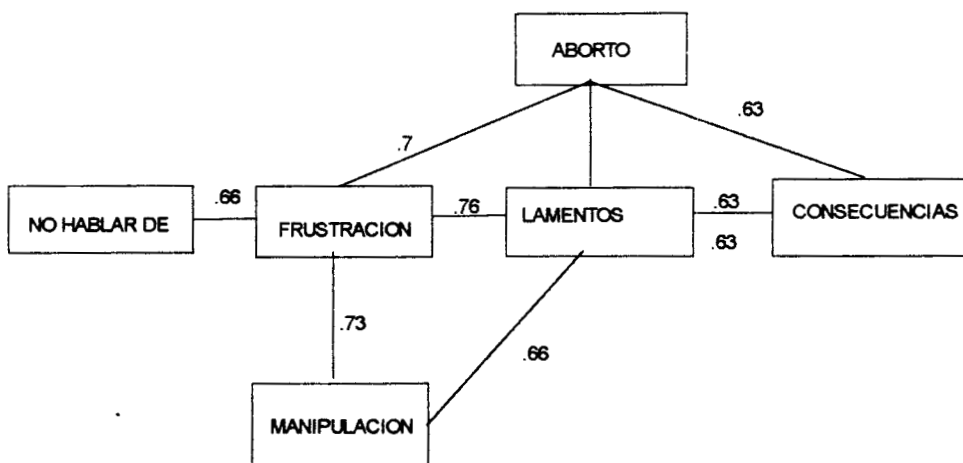 ABORTO
.63
.7
.66
NO HABLAR DE
FRUSTRACION
.76
LAMENTOS
.63
CONSECUENCIAS
.63
.73
.66
MANIPULACION